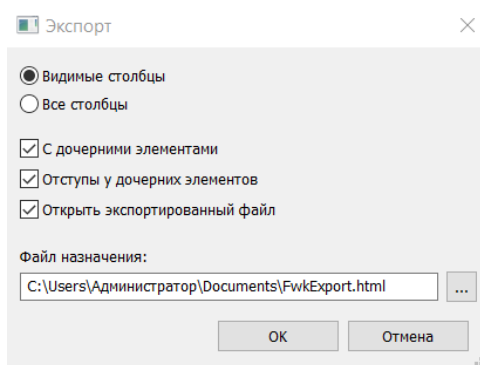 Экспорт
Видимые столбцы
Все столбцы
С дочерними элементами
Отступы у дочерних элементов
Открыть экспортированный файл
Файл назначения:
C:\Users\Администратор\Documents\FwkExport.html
...
ОК
Отмена